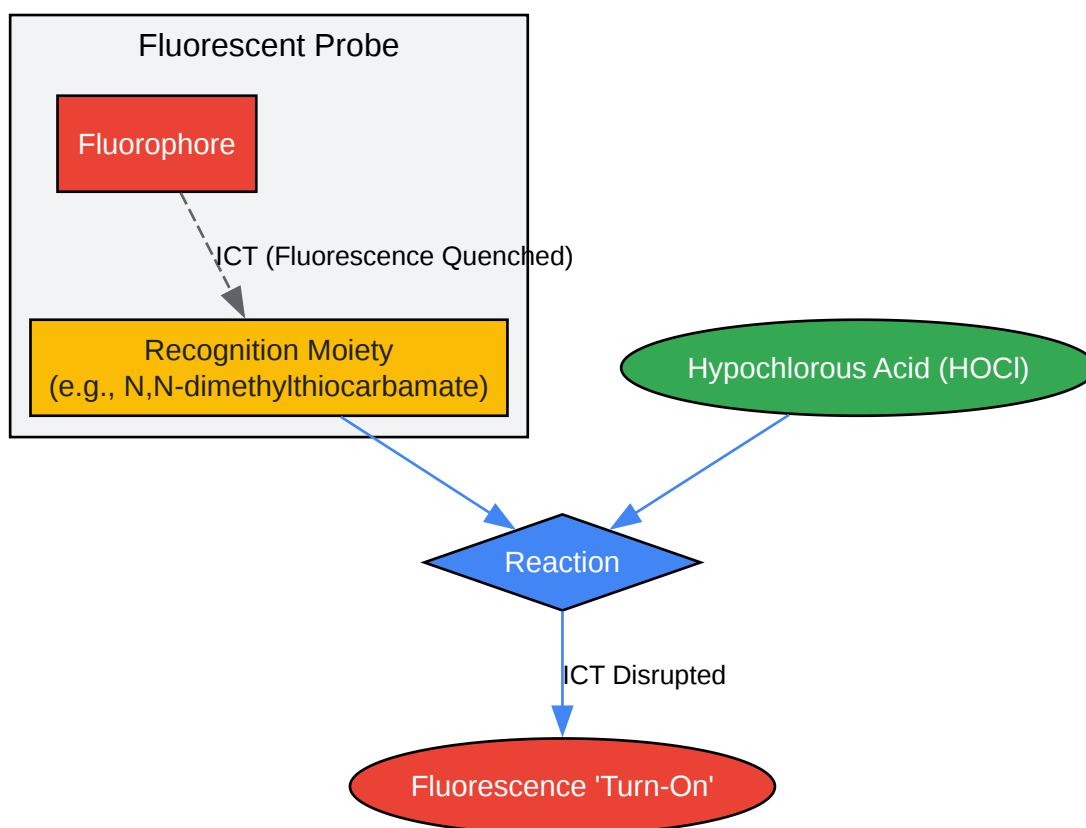 Fluorescent Probe
Fluorophore
ICT (Fluorescence Quenched)
Recognition Moiety
(e.g., N,N-dimethylthiocarbamate)
Hypochlorous Acid (HOCl)
Reaction
ICT Disrupted
Fluorescence 'Turn-On'